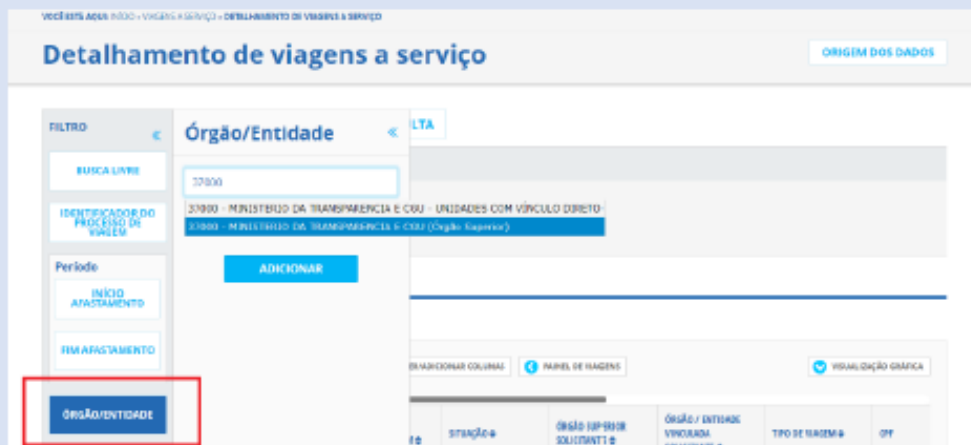 VOCÊ ESTÁ AQUI: INÍCIO » VIAGENS A SERVIÇO » DETALHAMENTO DE VIAGENS A SERVIÇO
Detalhamento de viagens a serviço
ORIGEM DOS DADOS
FILTRO
«
Órgão/Entidade
«
LTA
BUSCA LIVRE
37000
37000 - MINISTERIO DA TRANSPARENCIA E CGU - UNIDADES COM VÍNCULO DIRETO
37000 - MINISTERIO DA TRANSPARENCIA E CGU (Órgão Superior)
IDENTIFICADOR DO
PROCESSO DE
VIAGEM
ADICIONAR
Período
INÍCIO
AFASTAMENTO
FIM AFASTAMENTO
ADICIONAR COLUNAS
PAINEL DE VIAGENS
VISUALIZAÇÃO GRÁFICA
ÓRGÃO/ENTIDADE
SITUAÇÃO
ÓRGÃO SUPERIOR
SOLICITANTE
ÓRGÃO / ENTIDADE
VINCULADA
TIPO DE VIAGEM
CPF